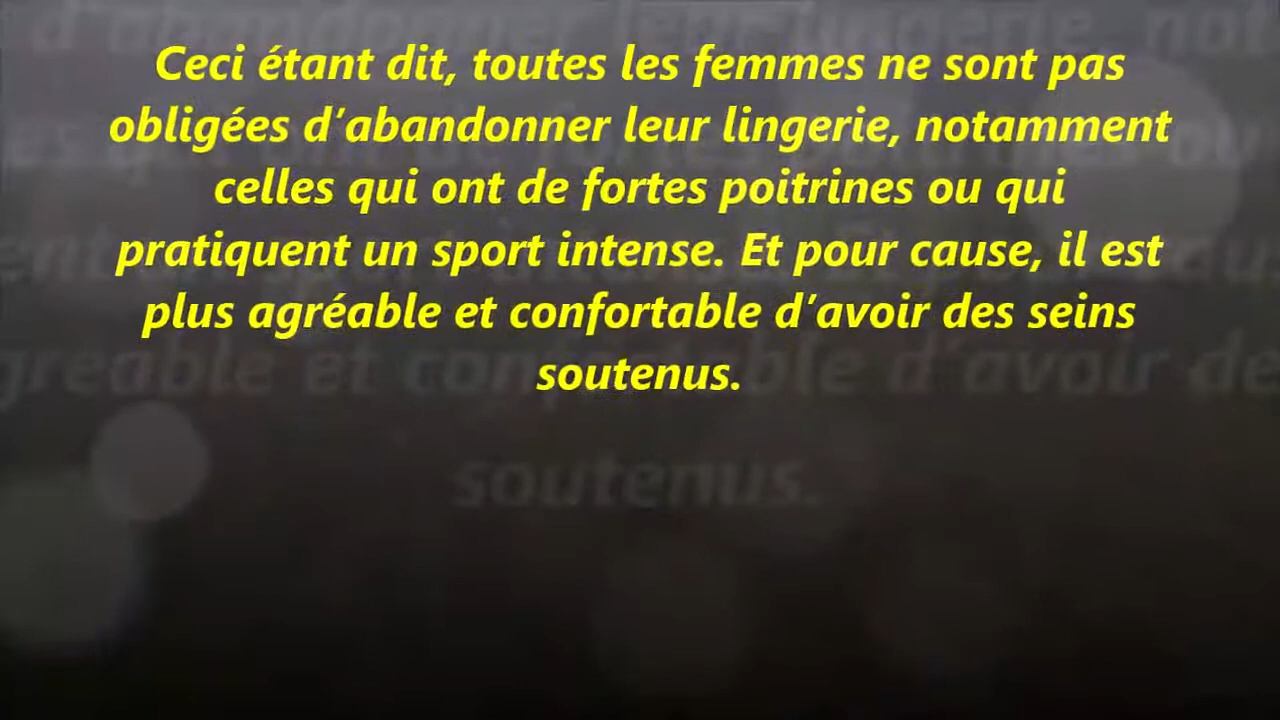 Ceci étant dit, toutes les femmes ne sont pas
obligées d’abandonner leur lingerie, notamment
celles qui ont de fortes poitrines ou qui
pratiquent un sport intense. Et pour cause, il est
plus agréable et confortable d’avoir des seins
soutenus.